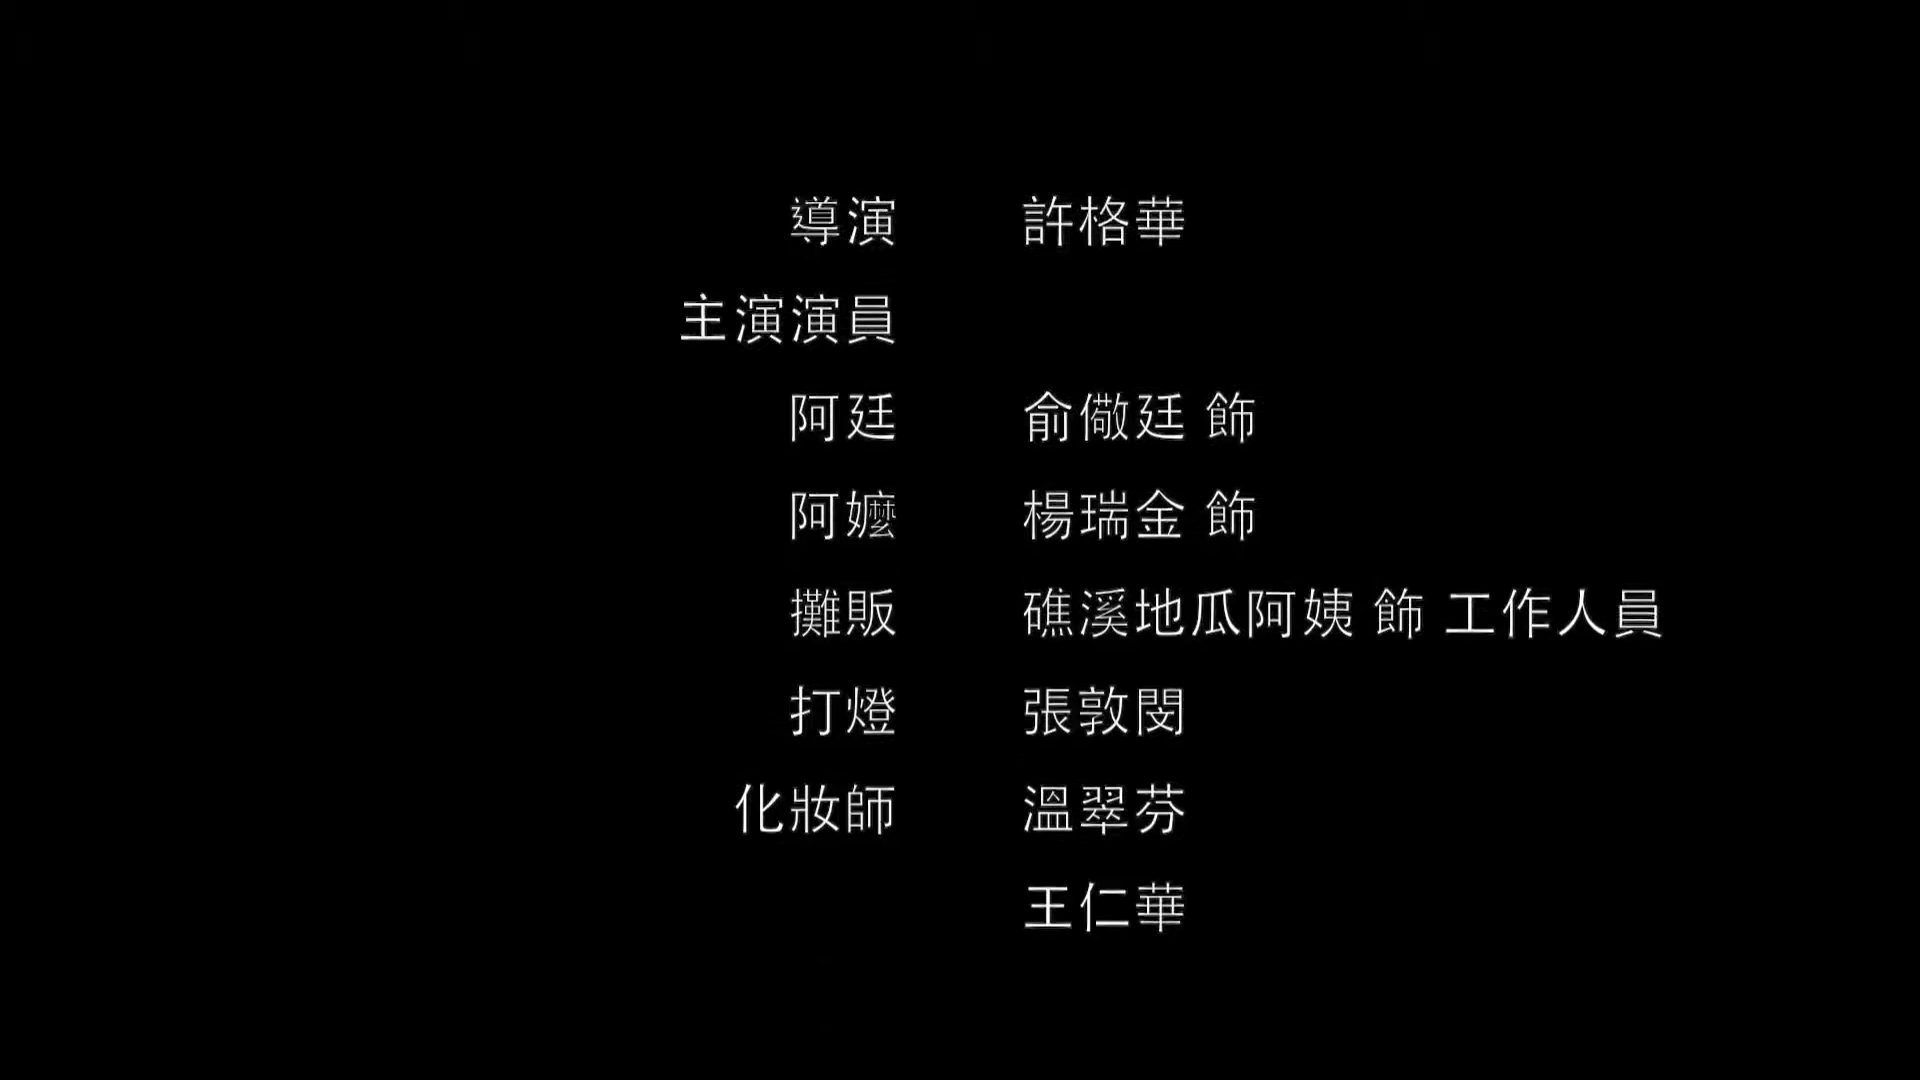 導演 許格華
主演演員
阿廷 俞儆廷 飾
阿嬤 楊瑞金 飾
攤販 礁溪地瓜阿姨 飾 工作人員
打燈 張敦閔
化妝師 溫翠芬
王仁華